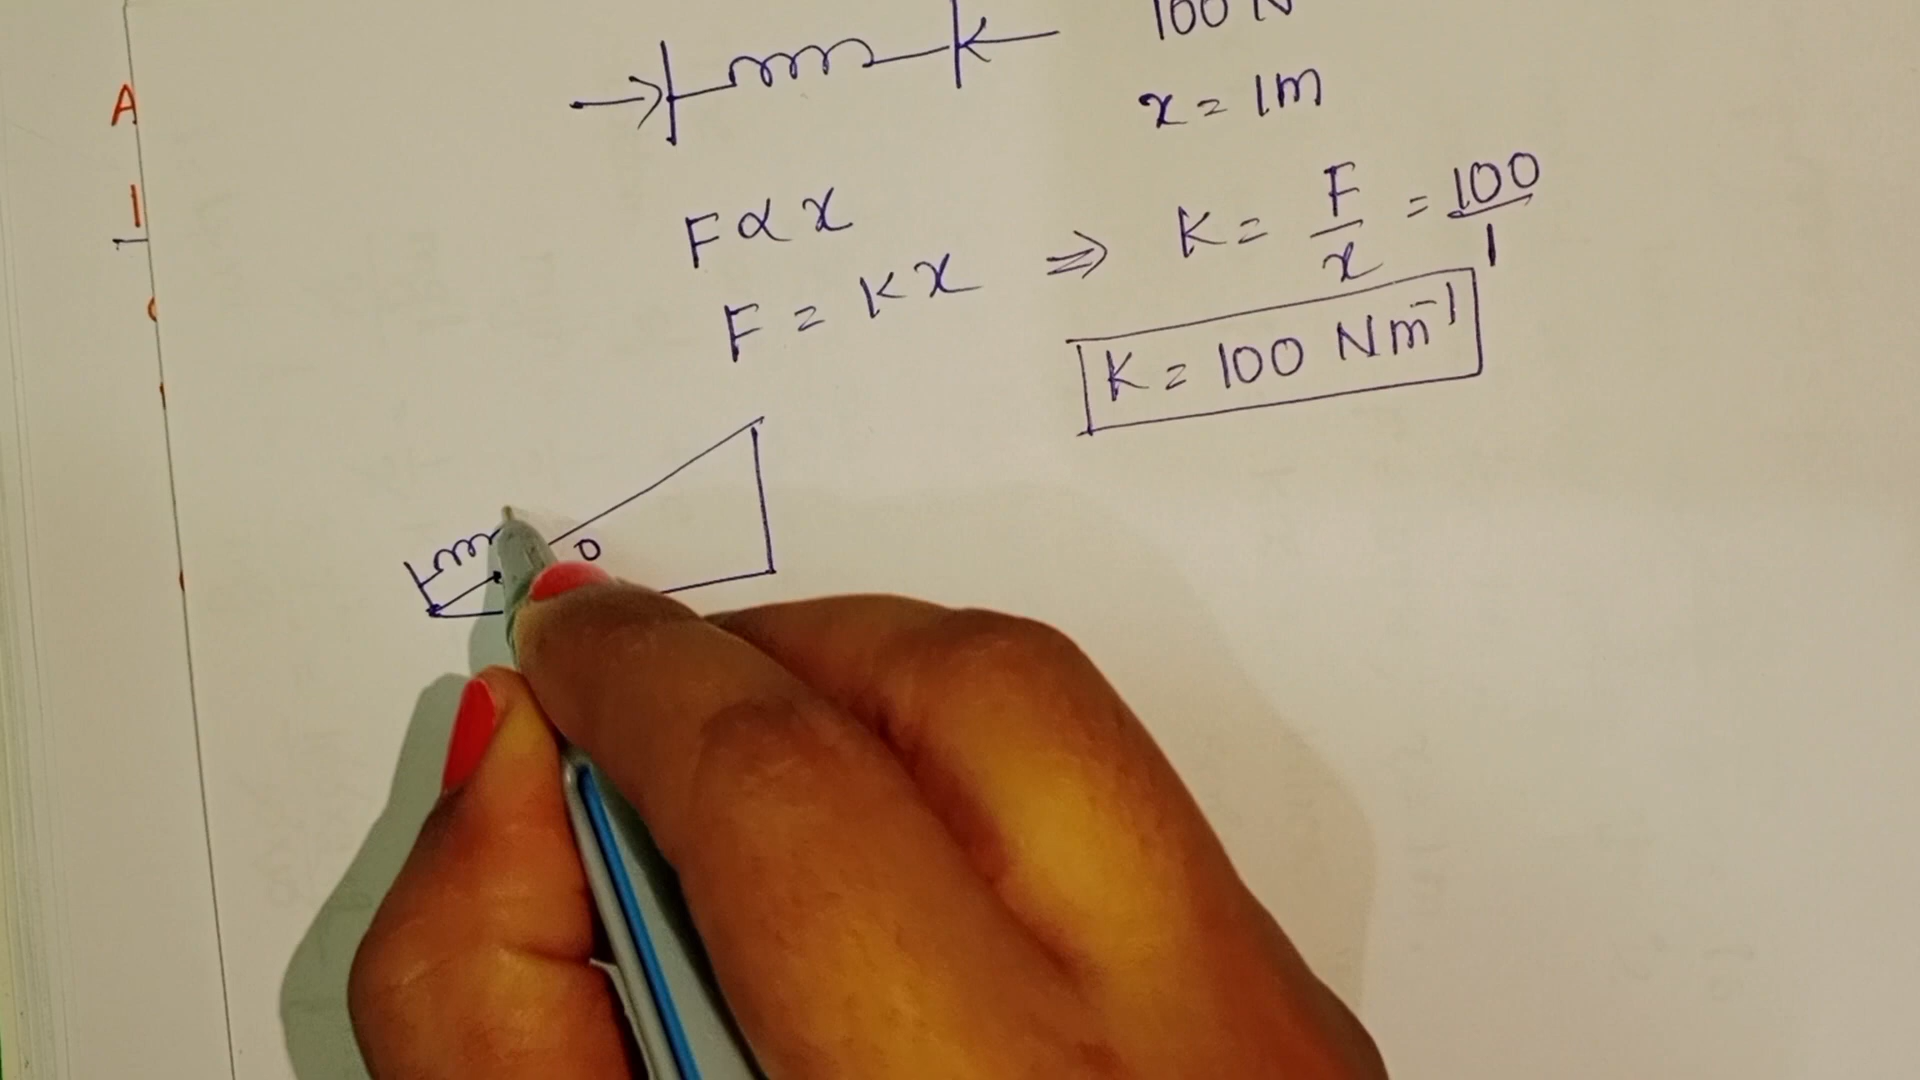 100 N
x = 1m
A
1
F ∝ x
K = F/x = 100/1
F = Kx ⇒
K = 100 Nm⁻¹
O